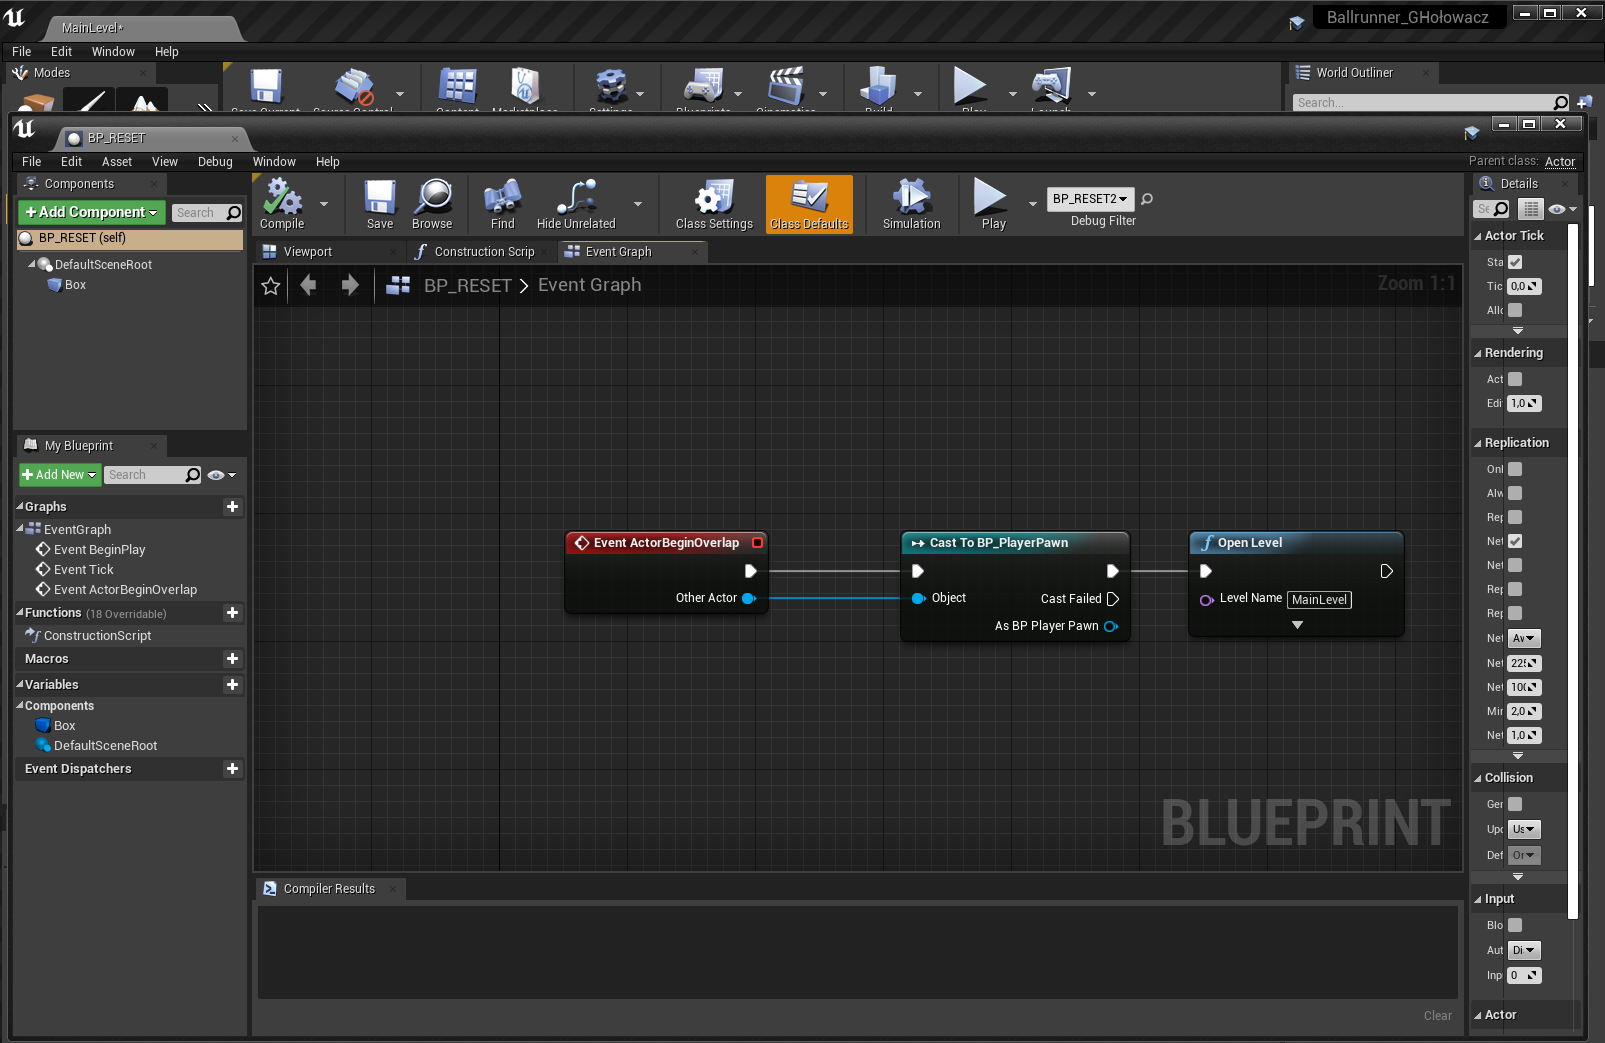 MainLevel*
Ballrunner_GHołowacz
File Edit Window Help
Modes
World Outliner
Search...
BP_RESET
File Edit Asset View Debug Window Help
Parent class: Actor
Components
Details
+Add Component
Search
Compile
Save
Browse
Find
Hide Unrelated
Class Settings
Class Defaults
Simulation
Play
BP_RESET2
Debug Filter
BP_RESET (self)
DefaultSceneRoot
Box
Viewport
Construction Scrip
Event Graph
BP_RESET > Event Graph
Zoom 1:1
Actor Tick
Sta
Tic 0,0
Allo
Rendering
Act
Edi 1,0
Replication
Onl
Alw
Rep
Net
Net
Rep
Rep
Net
Net
Net 100
Mir 2,0
Net 1,0
Collision
Ger
Upd Us
Def
Input
Blo
Aut Di
Inp 0
Actor
My Blueprint
+Add New
Search
Graphs
EventGraph
Event BeginPlay
Event Tick
Event ActorBeginOverlap
Functions (18 Overridable)
ConstructionScript
Macros
Variables
Components
Box
DefaultSceneRoot
Event Dispatchers
Event ActorBeginOverlap
Other Actor
Cast To BP_PlayerPawn
Object
Cast Failed
As BP Player Pawn
Open Level
Level Name MainLevel
BLUEPRINT
Compiler Results
Clear